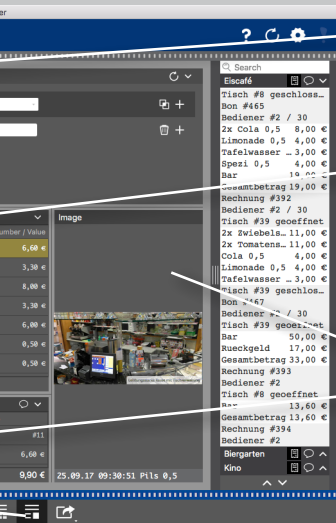 er
?
Search
Eiscafé
Tisch #8 geschloss…
Bon #465
Bediener #2 / 30
2x Cola 0,5 8,00 €
Limonade 0,5 4,00 €
Tafelwasser … 3,00 €
Spezi 0,5 4,00 €
Bar 19,00 €
Gesamtbetrag 19,00 €
Rechnung #392
Bediener #2 / 30
Tisch #39 geoeffnet
2x Zwiebels… 11,00 €
2x Tomatens… 11,00 €
Cola 0,5 4,00 €
Limonade 0,5 4,00 €
Tafelwasser … 3,00 €
Tisch #39 geschlos…
Bon #467
Bediener #2 / 30
Tisch #39 geoeffnet
Bar 50,00 €
Rueckgeld 17,00 €
Gesamtbetrag 33,00 €
Rechnung #393
Bediener #2
Tisch #8 geoeffnet
Bar 13,60 €
Gesamtbetrag 13,60 €
Rechnung #394
Bediener #2
Biergarten
Kino
Image
umber / Value
6,60 €
3,30 €
8,00 €
3,30 €
6,00 €
0,50 €
0,50 €
#11
6,60 €
9,90 €
25.09.17 09:30:51 Pils 0,5